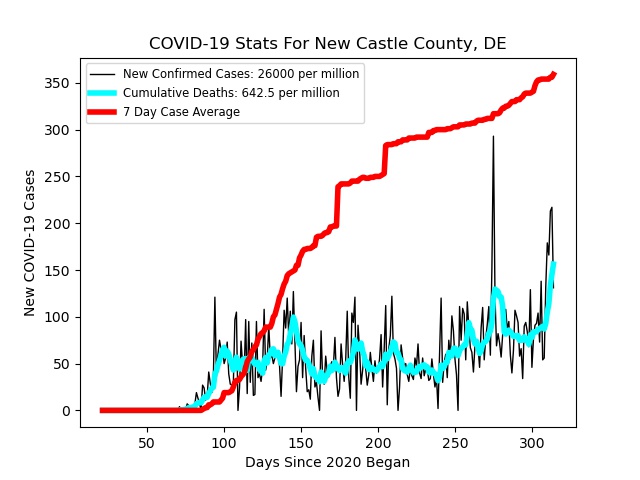 COVID-19 Stats For New Castle County, DE
New Confirmed Cases: 26000 per million
Cumulative Deaths: 642.5 per million
7 Day Case Average
New COVID-19 Cases
350
300
250
200
150
100
50
0
50 100 150 200 250 300
Days Since 2020 Began